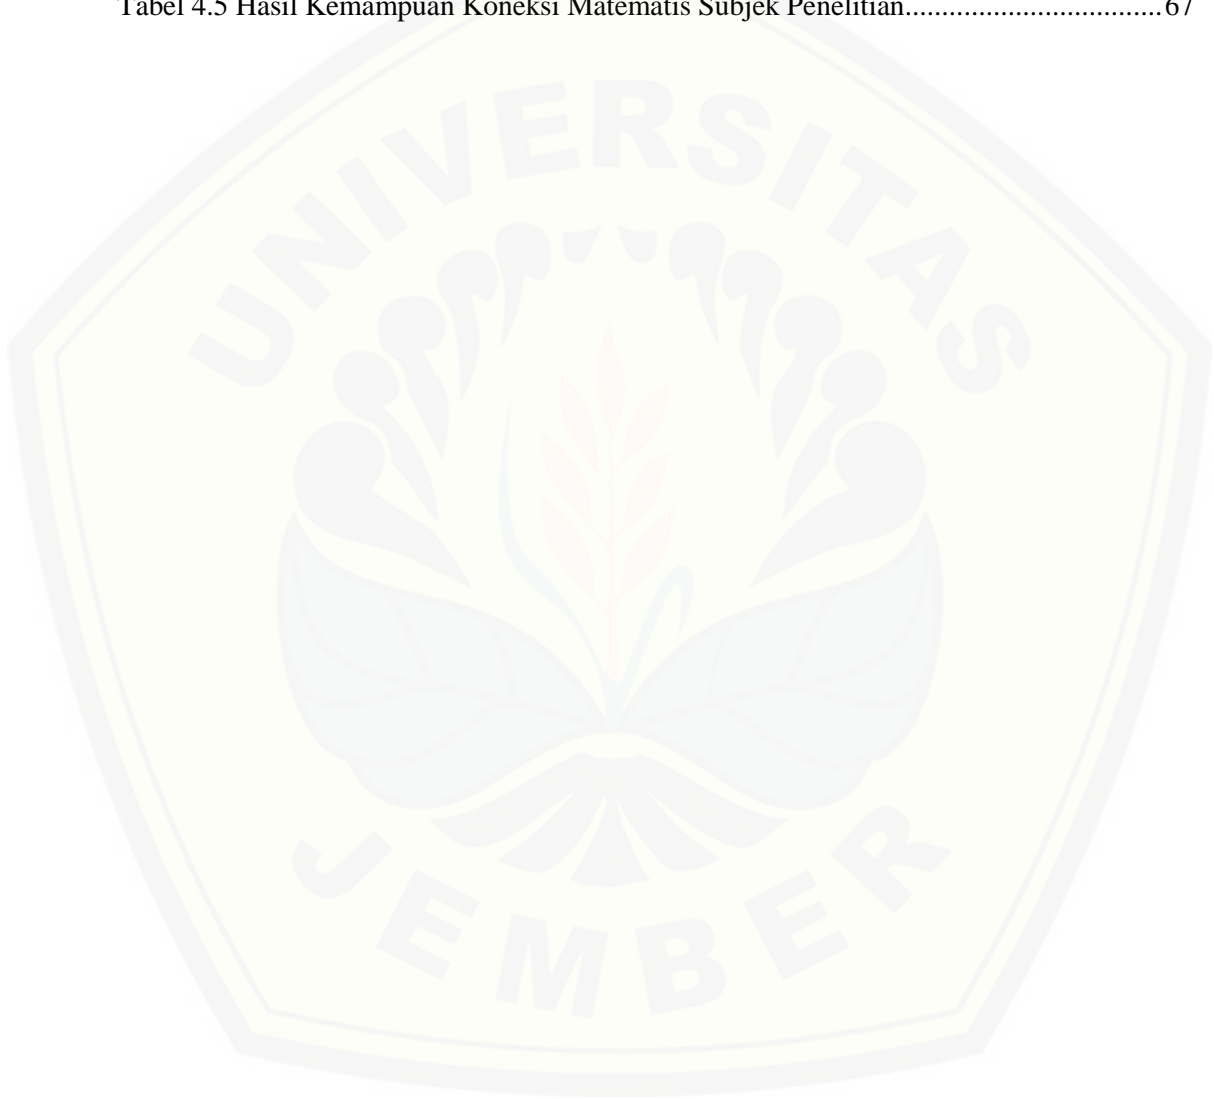 Tabel 4.5 Hasil Kemampuan Koneksi Matematis Subjek Penelitian...................................67
UNIVERSITAS
JEMBER